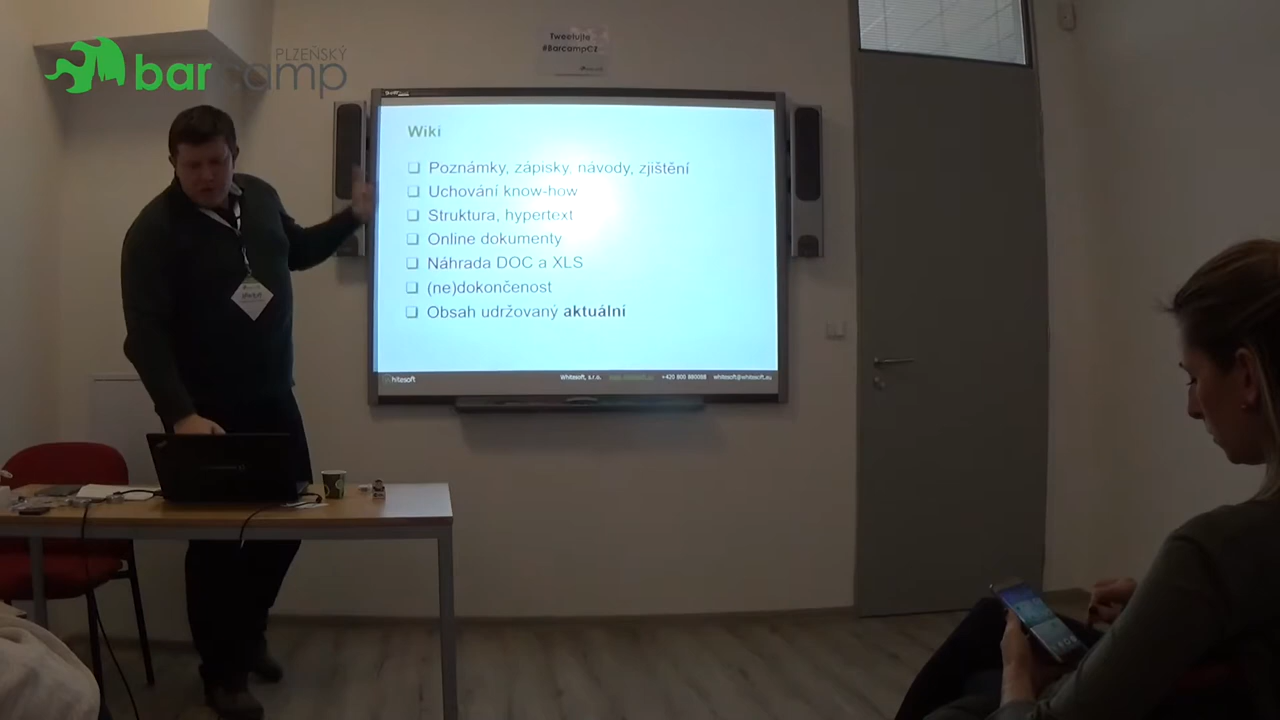 PLZEŇSKÝ
barcamp
Tweetujte
#BarcampCZ
Wiki
❑ Poznámky, zápisky, návody, zjištění
❑ Uchování know-how
❑ Struktura, hypertext
❑ Online dokumenty
❑ Náhrada DOC a XLS
❑ (ne)dokončenost
❑ Obsah udržovaný aktuální
whitesoft
Whitesoft, s.r.o. +420 800 880088 whitesoft@whitesoft.eu